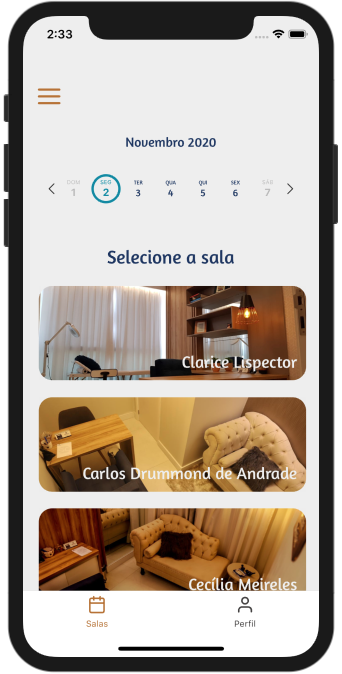 2:33
Novembro 2020
DOM SEG TER QUA QUI SEX SÁB
1 2 3 4 5 6 7
Selecione a sala
Clarice Lispector
Carlos Drummond de Andrade
Cecília Meireles
Salas Perfil